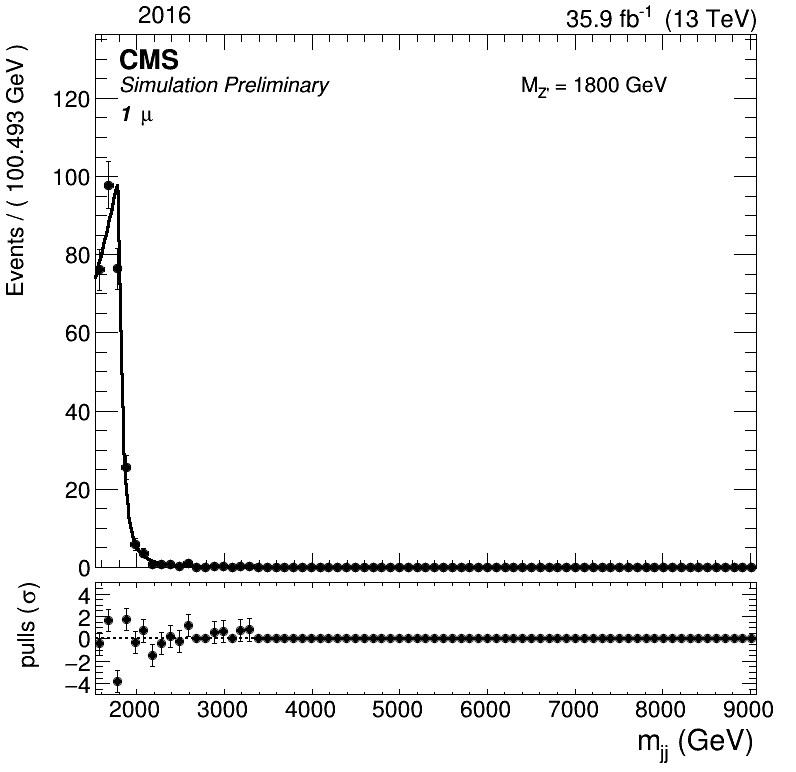 2016 35.9 fb⁻¹ (13 TeV)
CMS
Simulation Preliminary
M_Z' = 1800 GeV
1 μ
Events / ( 100.493 GeV )
120
100
80
60
40
20
0
pulls (σ)
4
2
0
−2
−4
2000 3000 4000 5000 6000 7000 8000 9000
m_jj (GeV)